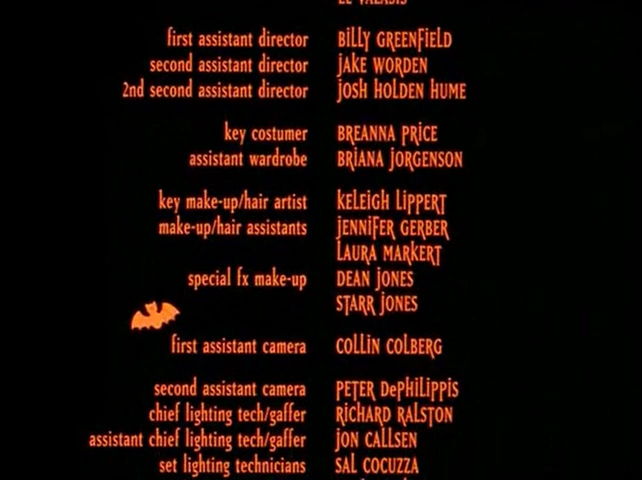 first assistant director BILLY GREENFIELD
second assistant director JAKE WORDEN
2nd second assistant director JOSH HOLDEN HUME
key costumer BREANNA PRICE
assistant wardrobe BRIANA JORGENSON
key make-up/hair artist KELEIGH LIPPERT
make-up/hair assistants JENNIFER GERBER
LAURA MARKERT
special fx make-up DEAN JONES
STARR JONES
first assistant camera COLLIN COLBERG
second assistant camera PETER DePHILIPPIS
chief lighting tech/gaffer RICHARD RALSTON
assistant chief lighting tech/gaffer JON CALLSEN
set lighting technicians SAL COCUZZA